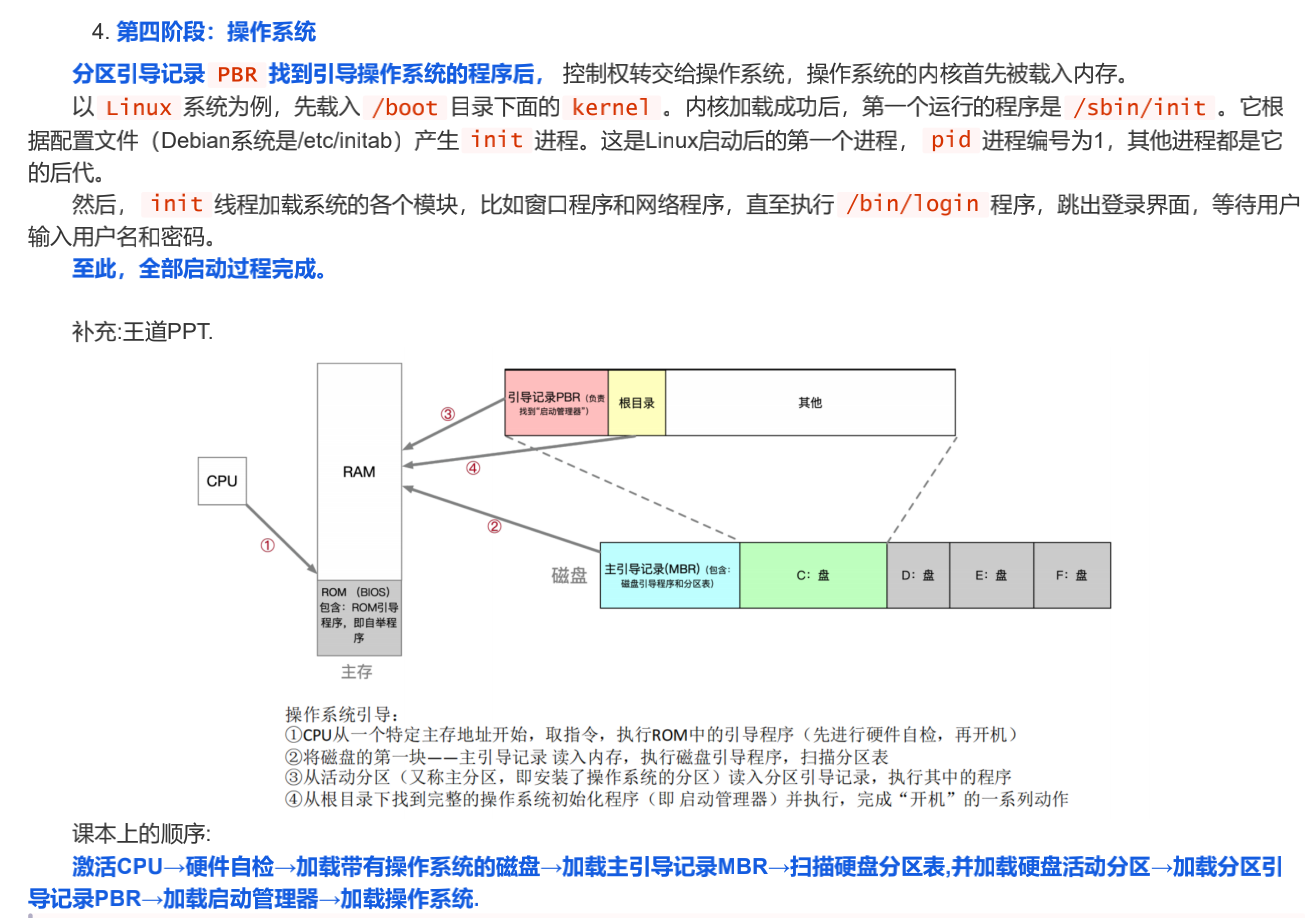 4. 第四阶段：操作系统
分区引导记录 PBR 找到引导操作系统的程序后， 控制权转交给操作系统，操作系统的内核首先被载入内存。
以 Linux 系统为例，先载入 /boot 目录下面的 kernel 。内核加载成功后，第一个运行的程序是 /sbin/init 。它根
据配置文件（Debian系统是/etc/initab）产生 init 进程。这是Linux启动后的第一个进程， pid 进程编号为1，其他进程都是它
的后代。
然后， init 线程加载系统的各个模块，比如窗口程序和网络程序，直至执行 /bin/login 程序，跳出登录界面，等待用户
输入用户名和密码。
至此，全部启动过程完成。
补充:王道PPT.
引导记录PBR（负责
找到“启动管理器”）
根目录
其他
③
④
RAM
CPU
②
①
磁盘
主引导记录(MBR)（包含：
磁盘引导程序和分区表）
C：盘
D：盘
E：盘
F：盘
ROM （BIOS）
包含：ROM引导
程序，即自举程
序
主存
操作系统引导：
①CPU从一个特定主存地址开始，取指令，执行ROM中的引导程序（先进行硬件自检，再开机）
②将磁盘的第一块——主引导记录 读入内存，执行磁盘引导程序，扫描分区表
③从活动分区（又称主分区，即安装了操作系统的分区）读入分区引导记录，执行其中的程序
④从根目录下找到完整的操作系统初始化程序（即 启动管理器）并执行，完成“开机”的一系列动作
课本上的顺序:
激活CPU→硬件自检→加载带有操作系统的磁盘→加载主引导记录MBR→扫描硬盘分区表,并加载硬盘活动分区→加载分区引
导记录PBR→加载启动管理器→加载操作系统.